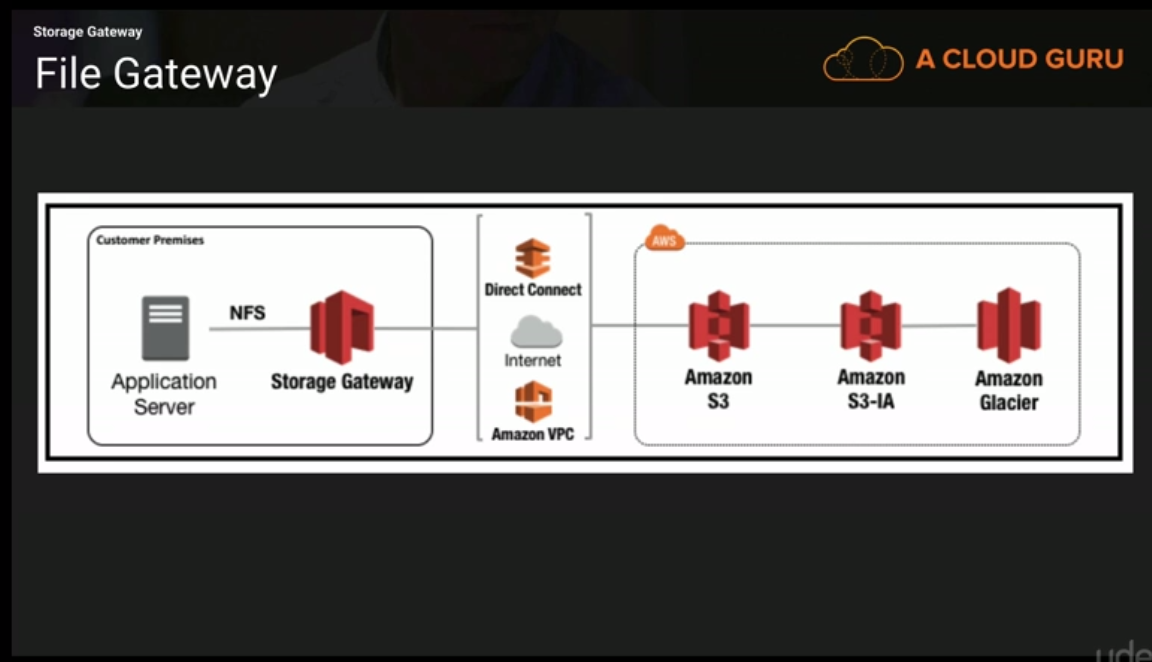 Storage Gateway
File Gateway
A CLOUD GURU
Customer Premises
NFS
Application
Server
Storage Gateway
Direct Connect
Internet
Amazon VPC
AWS
Amazon
S3
Amazon
S3-IA
Amazon
Glacier